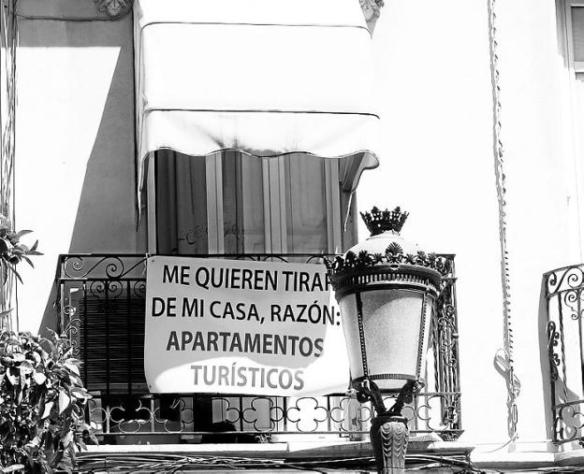 ME QUIEREN TIRAR
DE MI CASA, RAZÓN:
APARTAMENTOS
TURÍSTICOS